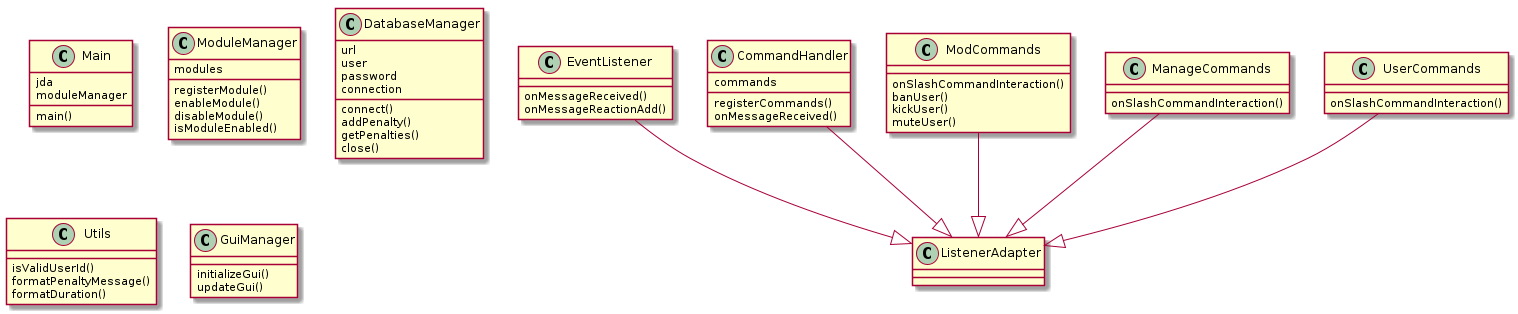 C Main
jda
moduleManager
main()
C ModuleManager
modules
registerModule()
enableModule()
disableModule()
isModuleEnabled()
C DatabaseManager
url
user
password
connection
connect()
addPenalty()
getPenalties()
close()
C EventListener
onMessageReceived()
onMessageReactionAdd()
C CommandHandler
commands
registerCommands()
onMessageReceived()
C ModCommands
onSlashCommandInteraction()
banUser()
kickUser()
muteUser()
C ManageCommands
onSlashCommandInteraction()
C UserCommands
onSlashCommandInteraction()
C Utils
isValidUserId()
formatPenaltyMessage()
formatDuration()
C GuiManager
initializeGui()
updateGui()
C ListenerAdapter